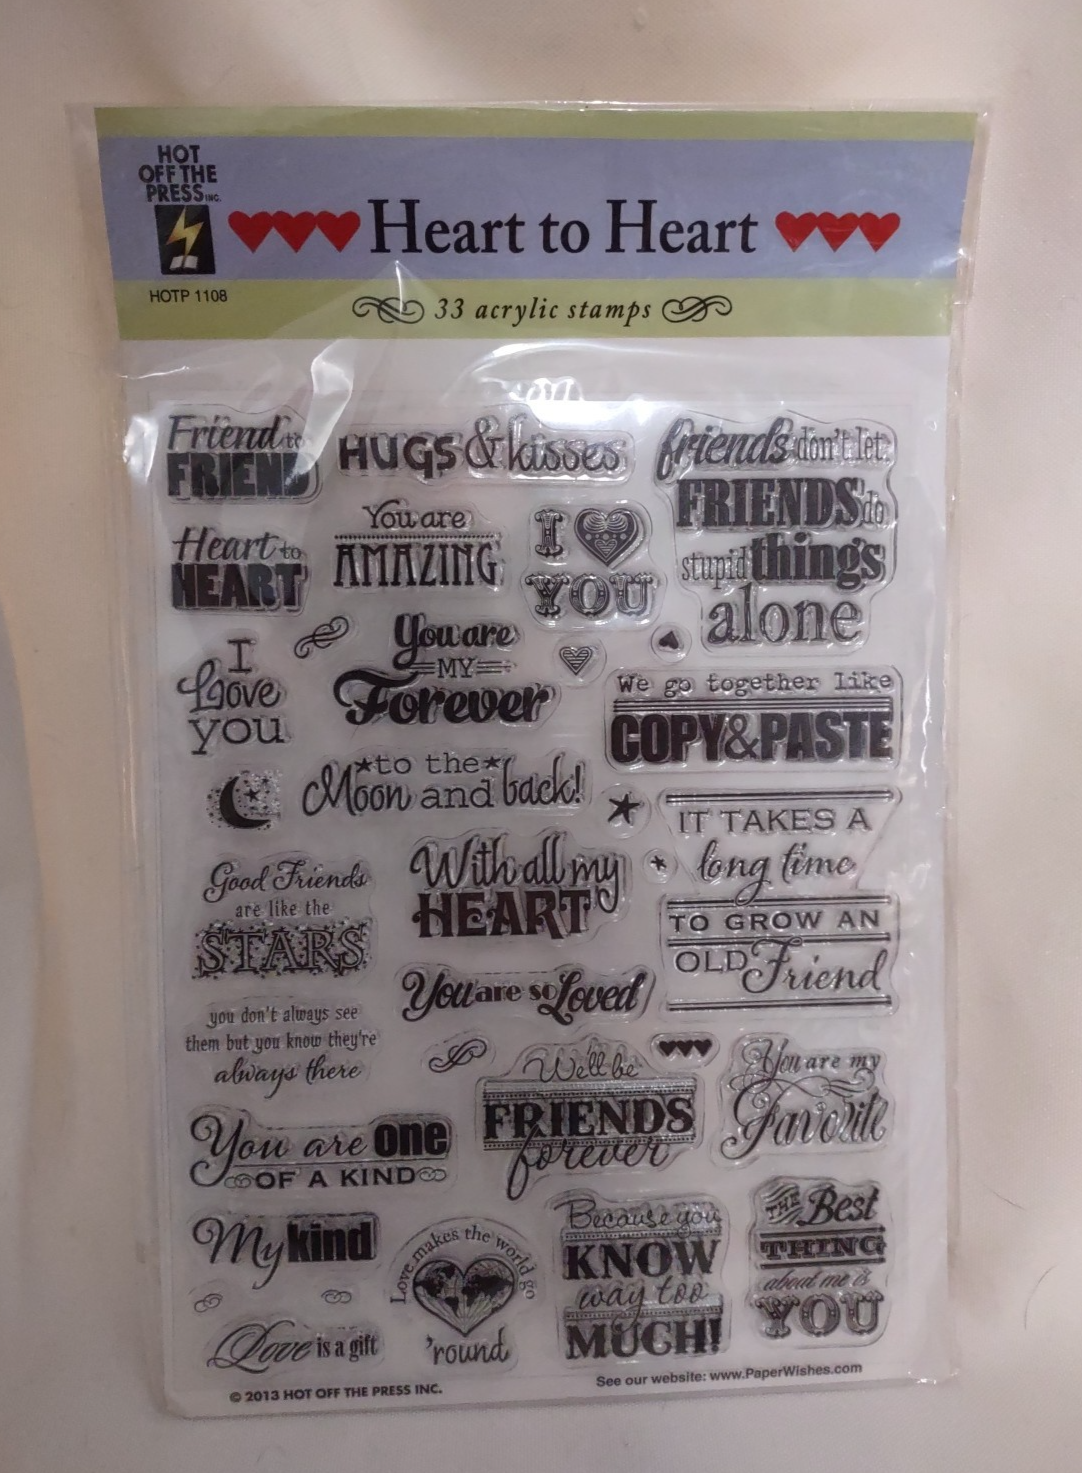 HOT
OFF THE
PRESS INC.
Heart to Heart
HOTP 1108
33 acrylic stamps
Friend to
FRIEND
HUGS & kisses
friends don't let
FRIENDS do
stupid things
alone
Heart to
HEART
You are
AMAZING
I
YOU
I
Love
you
You are
MY
Forever
We go together like
COPY & PASTE
to the
Moon and back!
IT TAKES A
long time
TO GROW AN
OLD Friend
Good Friends
are like the
STARS
you don't always see
them but you know they're
always there
With all my
HEART
You are so Loved
We'll be
FRIENDS
forever
You are my
Favorite
You are one
OF A KIND
My kind
Love makes the world go
'round
Because you
KNOW
way too
MUCH!
THE Best
THING
about me is
YOU
Love is a gift
© 2013 HOT OFF THE PRESS INC.
See our website: www.PaperWishes.com